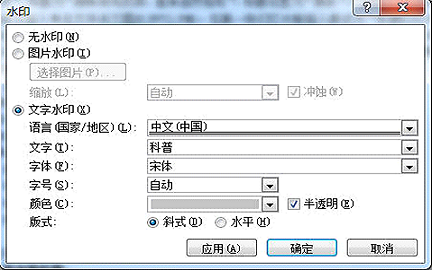 水印
无水印(N)
图片水印(I)
选择图片(P)...
缩放(L): 自动 冲蚀(W)
文字水印(X)
语言(国家/地区)(L): 中文(中国)
文字(T): 科普
字体(F): 宋体
字号(S): 自动
颜色(C): 半透明(E)
版式: 斜式(D) 水平(H)
应用(A) 确定 取消